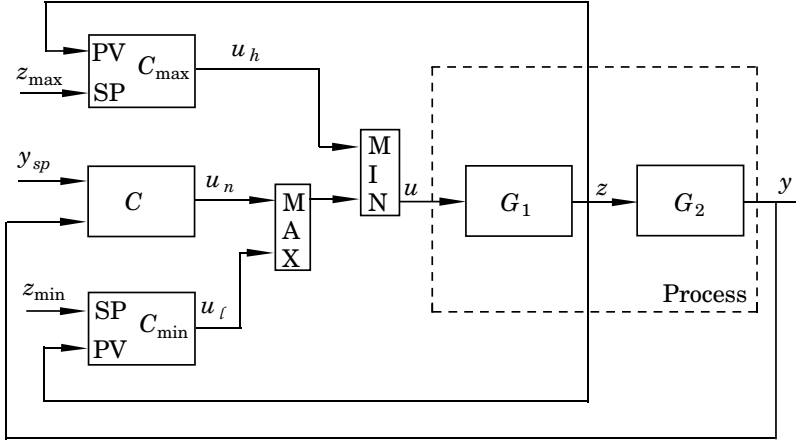 PV
z_max
SP
C_max
u_h
y_sp
C
u_n
z_min
SP
PV
C_min
u_ℓ
M
A
X
M
I
N
u
G_1
z
G_2
y
Process